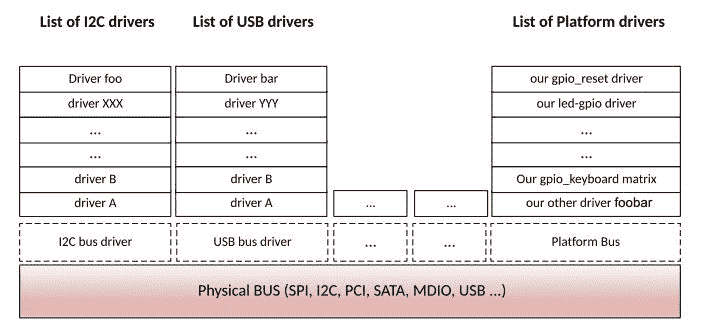 List of I2C drivers
List of USB drivers
List of Platform drivers
Driver foo
Driver bar
our gpio_reset driver
driver XXX
driver YYY
our led-gpio driver
...
...
...
...
...
...
driver B
driver B
Our gpio_keyboard matrix
driver A
driver A
...
...
our other driver foobar
I2C bus driver
USB bus driver
...
...
Platform Bus
Physical BUS (SPI, I2C, PCI, SATA, MDIO, USB ...)